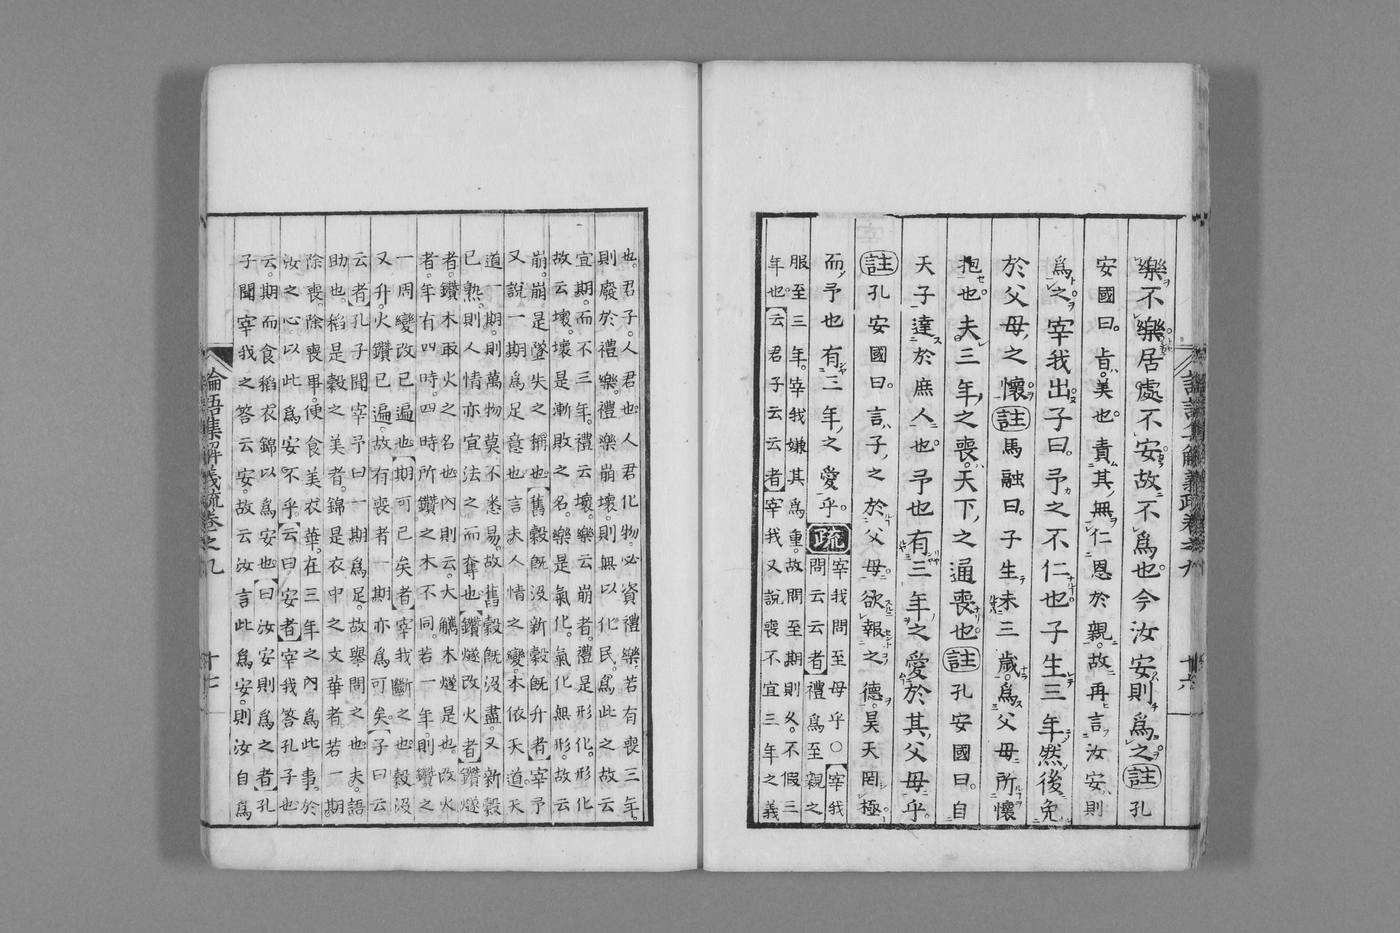 樂不樂居處不安故不爲也今汝安則爲之註孔
安國曰旨美也責其無仁恩於親故再言汝安則
爲之宰我出子曰予之不仁也子生三年然後免
於父母之懷註馬融曰子生未三歲爲父母所懷
抱也夫三年之喪天下之通喪也註孔安國曰自
天子達於庶人也予也有三年之愛於其父母乎
註孔安國曰言子之於父母欲報之德昊天罔極
而予也有三年之愛乎疏
宰我問至母乎〇【宰我
問云云者】禮爲至親之
服至三年宰我嫌其爲重故問至期則久不假三
年也【云君子云云者】宰我又說喪不宜三年之義
也君子人君也人君化物必資禮樂若有喪三年
則廢於禮樂禮樂崩壞則無以化民爲此之故云
宜期而不三年禮云壞樂云崩者禮是形化形化
故云壞壞是漸敗之名樂是氣化氣化無形故云
崩崩是墜失之稱也【舊穀既沒新穀既升者】宰予
又說一期爲足意也言夫人情之變本依天道天
道一期則萬物莫不悉易故舊穀既沒盡又新穀
已熟則人情亦宜法之而奪也【鑽燧改火者】鑽燧
者鑽木取火之名也內則云大觿木燧是也改火
者年有四時四時所鑽之木不同若一年則鑽之
一周變改已遍也【期可已矣者】宰我斷之也穀沒
又升火鑽已遍故有喪者一期亦爲可矣【子曰云
云者】孔子聞宰予曰一期爲足故舉問之也夫語
助也稻是穀之美者錦是衣中之文華者若一期
除喪除喪畢便食美衣華在三年之內爲此事於
汝之心以此爲安不乎【云曰安者】宰我答孔子也
云期而食稻衣錦以爲安也【曰汝安則爲之者】孔
子聞宰我之答云安故云汝言此爲安則汝自爲
論語集解義疏卷之九
十七